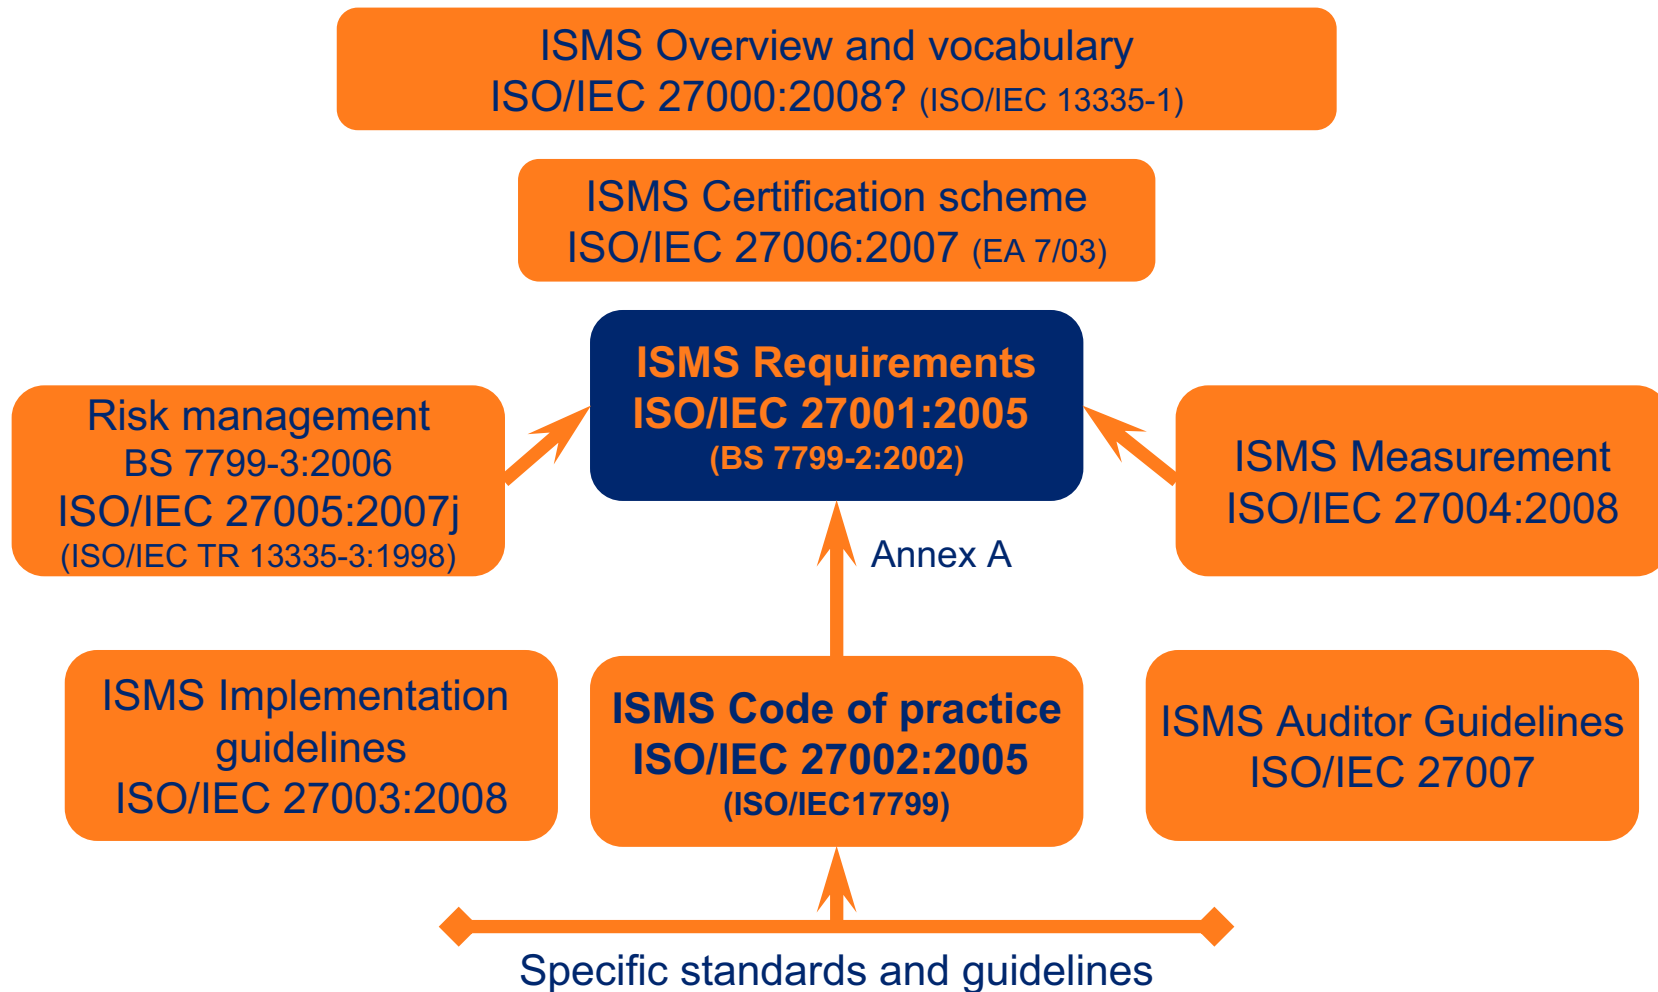 ISMS Overview and vocabulary
ISO/IEC 27000:2008? (ISO/IEC 13335-1)
ISMS Certification scheme
ISO/IEC 27006:2007 (EA 7/03)
ISMS Requirements
ISO/IEC 27001:2005
(BS 7799-2:2002)
Risk management
BS 7799-3:2006
ISO/IEC 27005:2007j
(ISO/IEC TR 13335-3:1998)
ISMS Measurement
ISO/IEC 27004:2008
Annex A
ISMS Implementation
guidelines
ISO/IEC 27003:2008
ISMS Code of practice
ISO/IEC 27002:2005
(ISO/IEC17799)
ISMS Auditor Guidelines
ISO/IEC 27007
Specific standards and guidelines